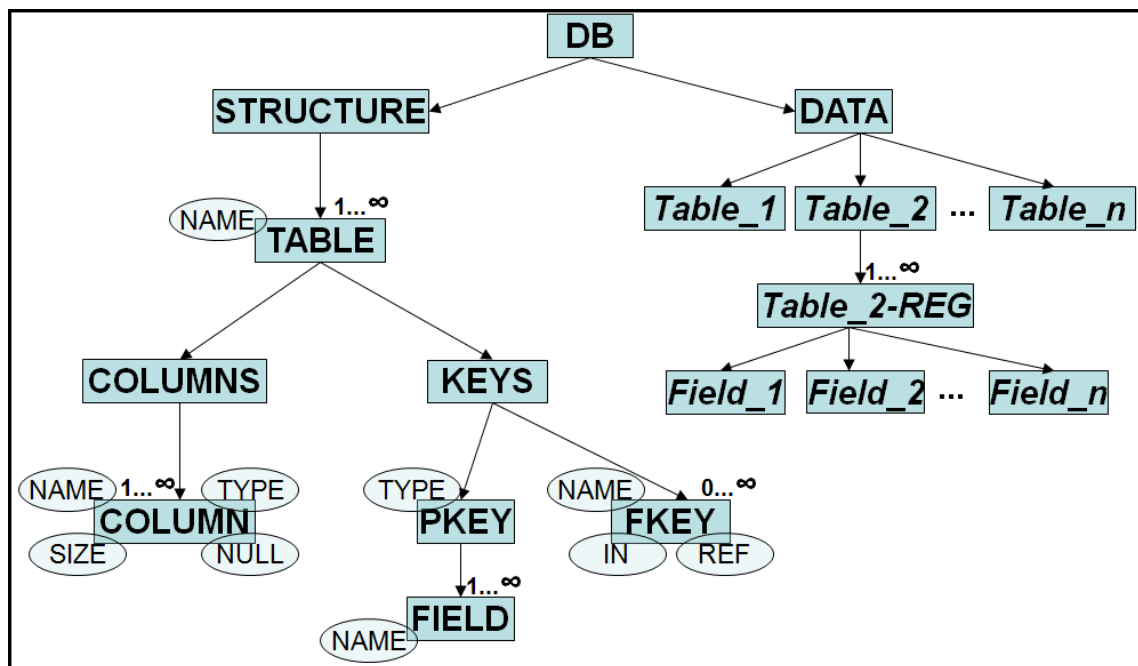 DB
STRUCTURE
DATA
Table_1
Table_2
...
Table_n
NAME
1...∞
TABLE
1...∞
Table_2-REG
COLUMNS
KEYS
Field_1
Field_2
...
Field_n
NAME
1...∞
TYPE
COLUMN
SIZE
NULL
TYPE
PKEY
NAME
0...∞
FKEY
IN
REF
1...∞
FIELD
NAME